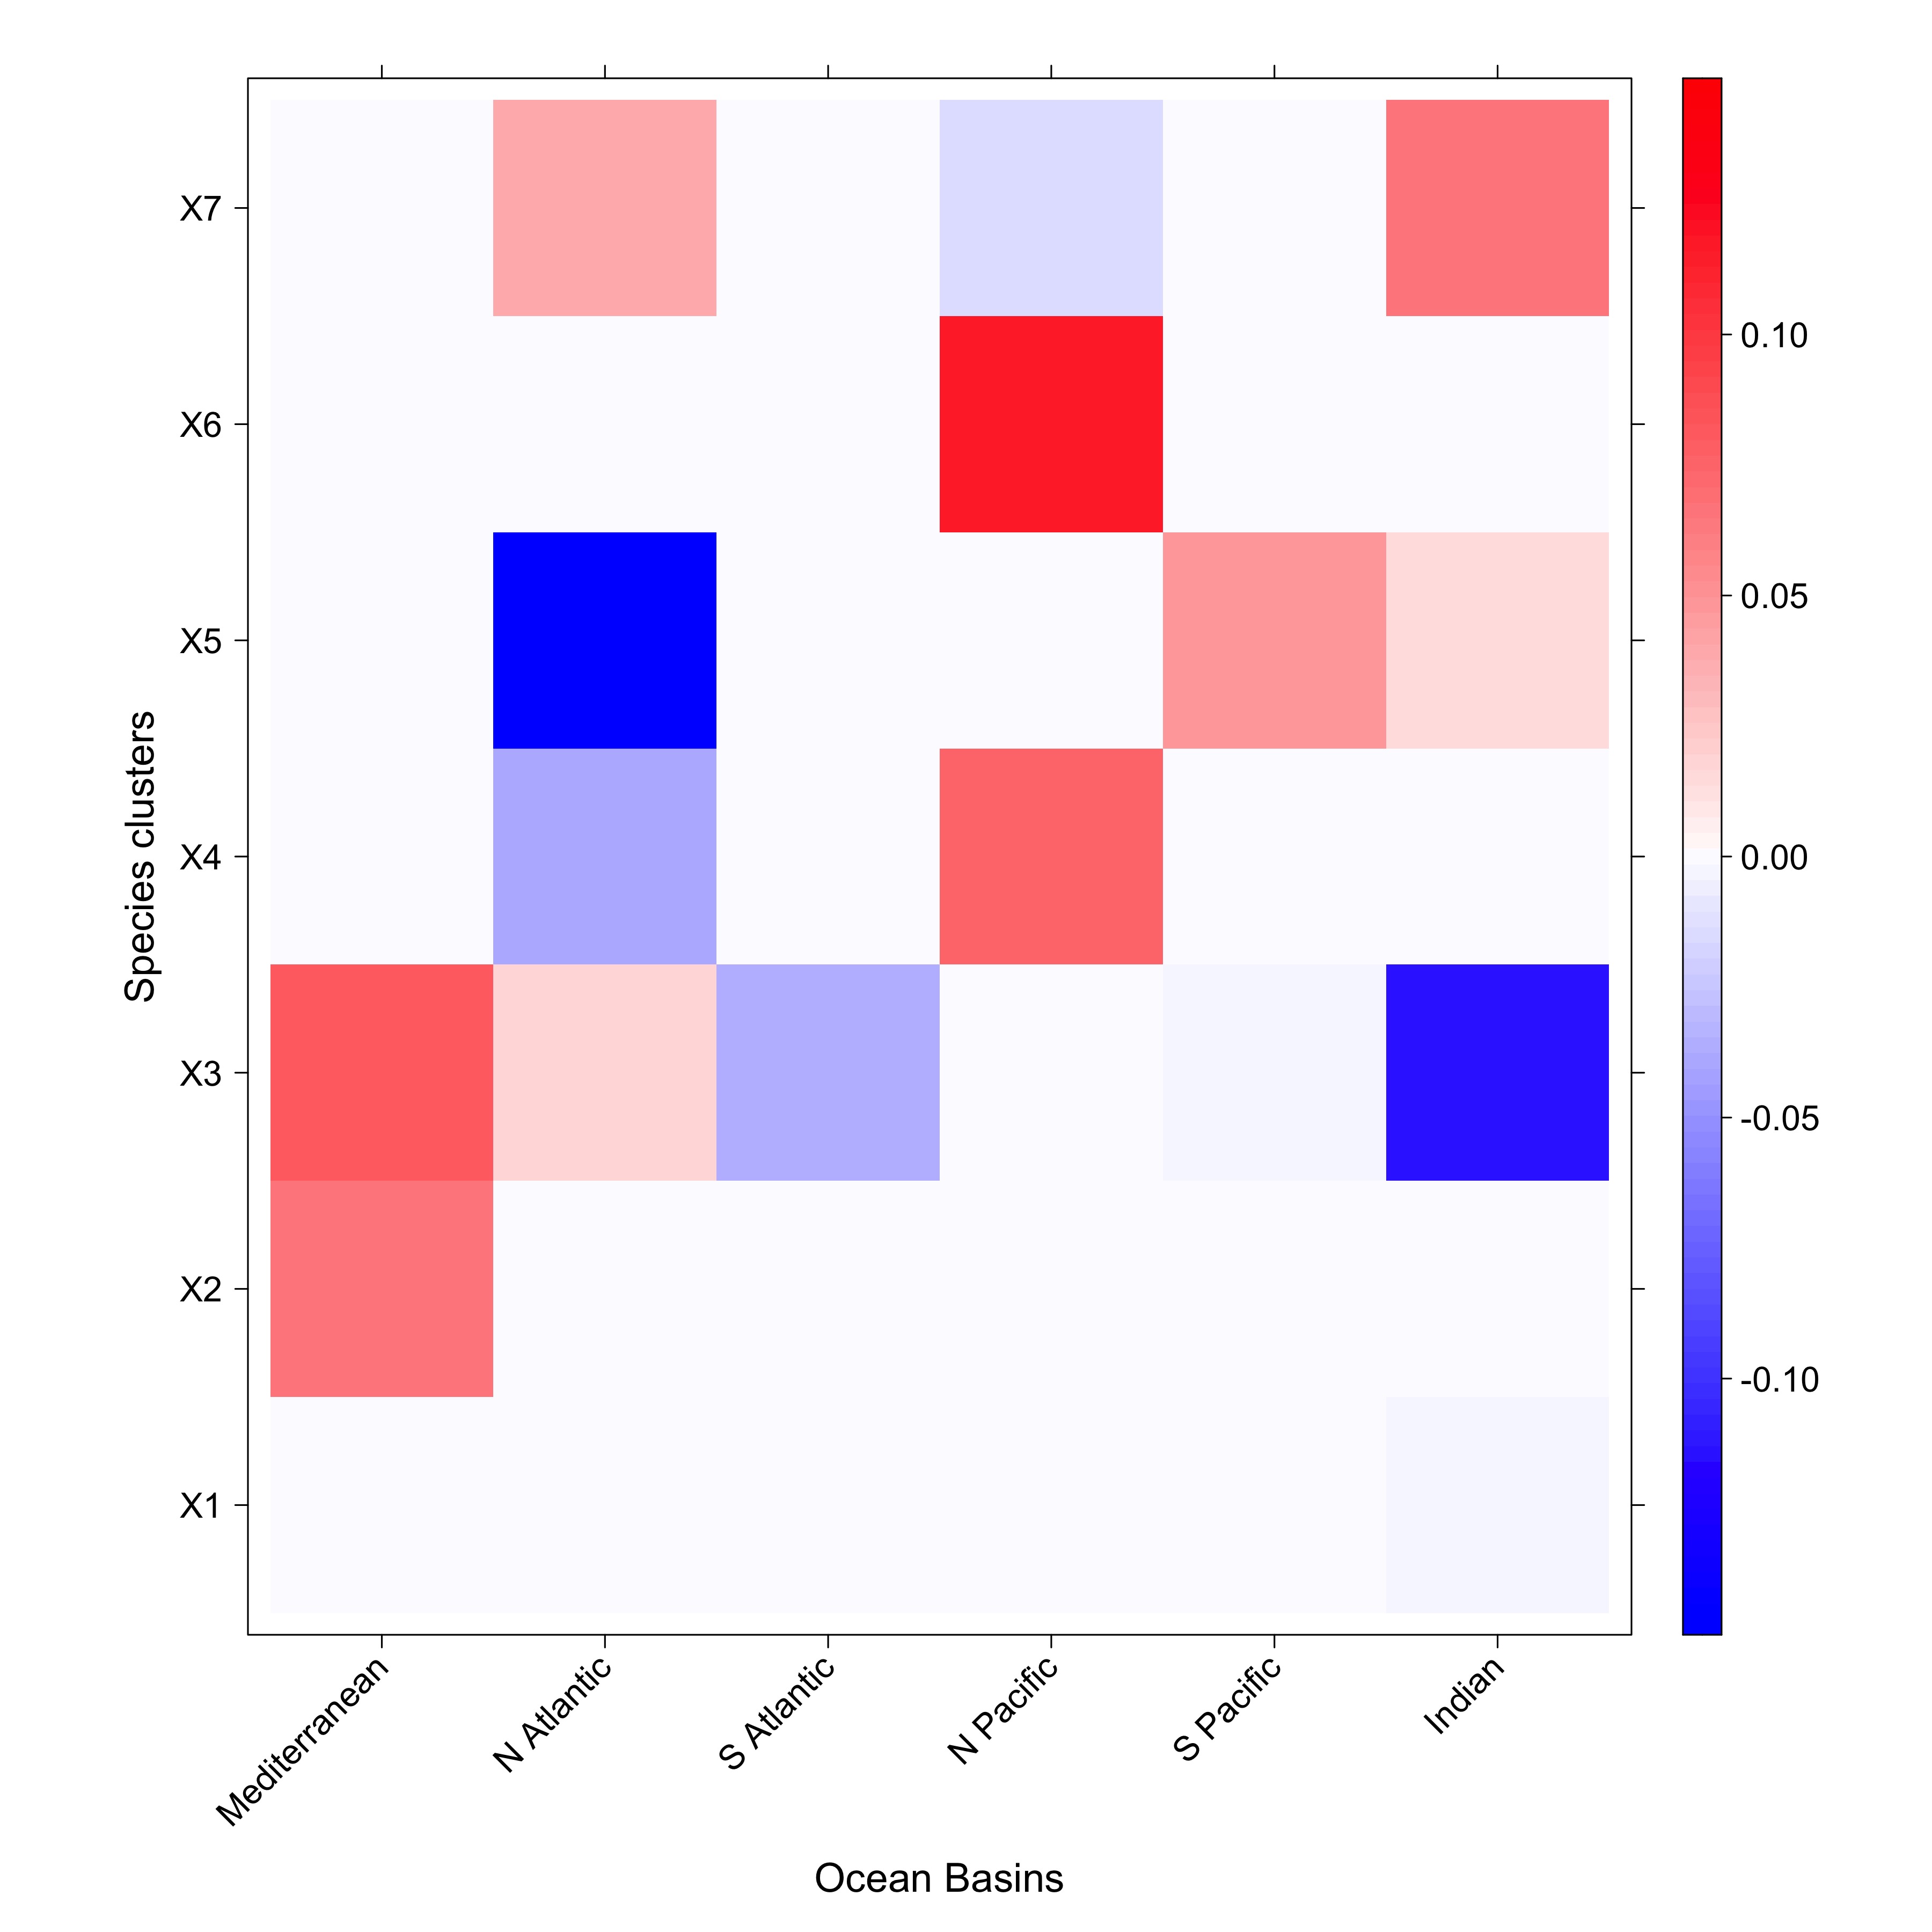 Species clusters
X7
X6
X5
X4
X3
X2
X1
0.10
0.05
0.00
-0.05
-0.10
Mediterranean
N Atlantic
S Atlantic
N Pacific
S Pacific
Indian
Ocean Basins